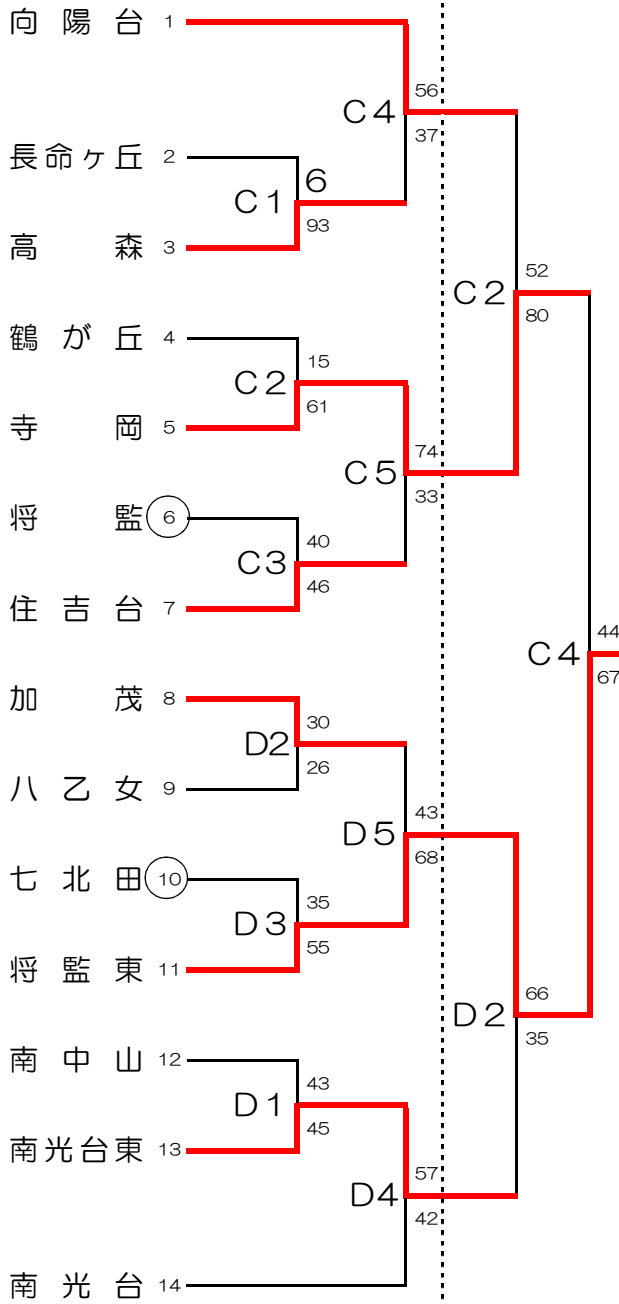 向陽台 1
56
C4
37
長命ヶ丘 2
6
C1
93
高森 3
52
C2
80
鶴が丘 4
15
C2
61
寺岡 5
74
C5
33
将監 6
40
C3
46
住吉台 7
44
C4
67
加茂 8
30
D2
26
八乙女 9
43
D5
68
七北田 10
35
D3
55
将監東 11
66
D2
35
南中山 12
43
D1
45
南光台東 13
57
D4
42
南光台 14